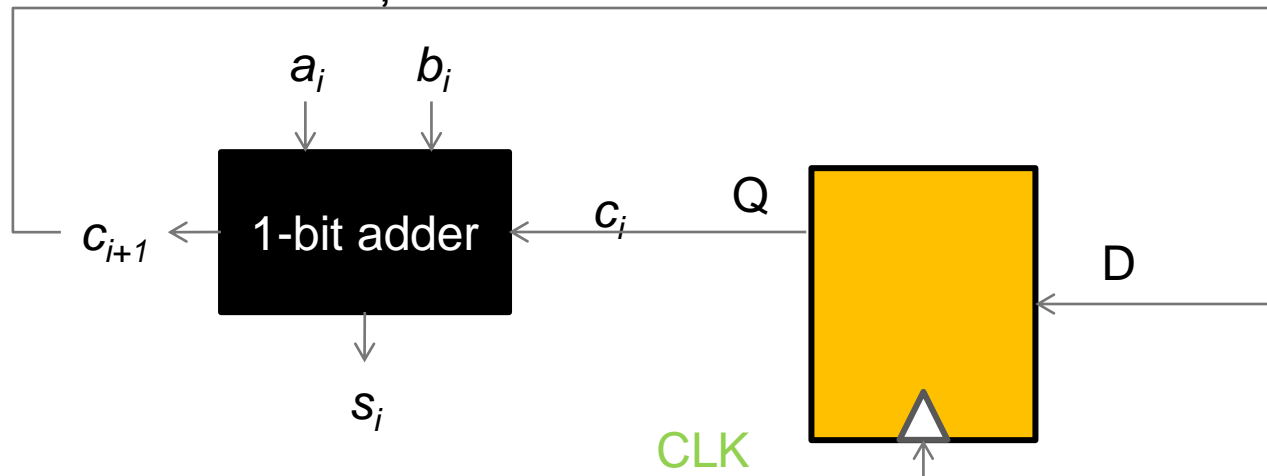 ,
a_i b_i
Q
c_i
1-bit adder
c_{i+1}
D
s_i
CLK